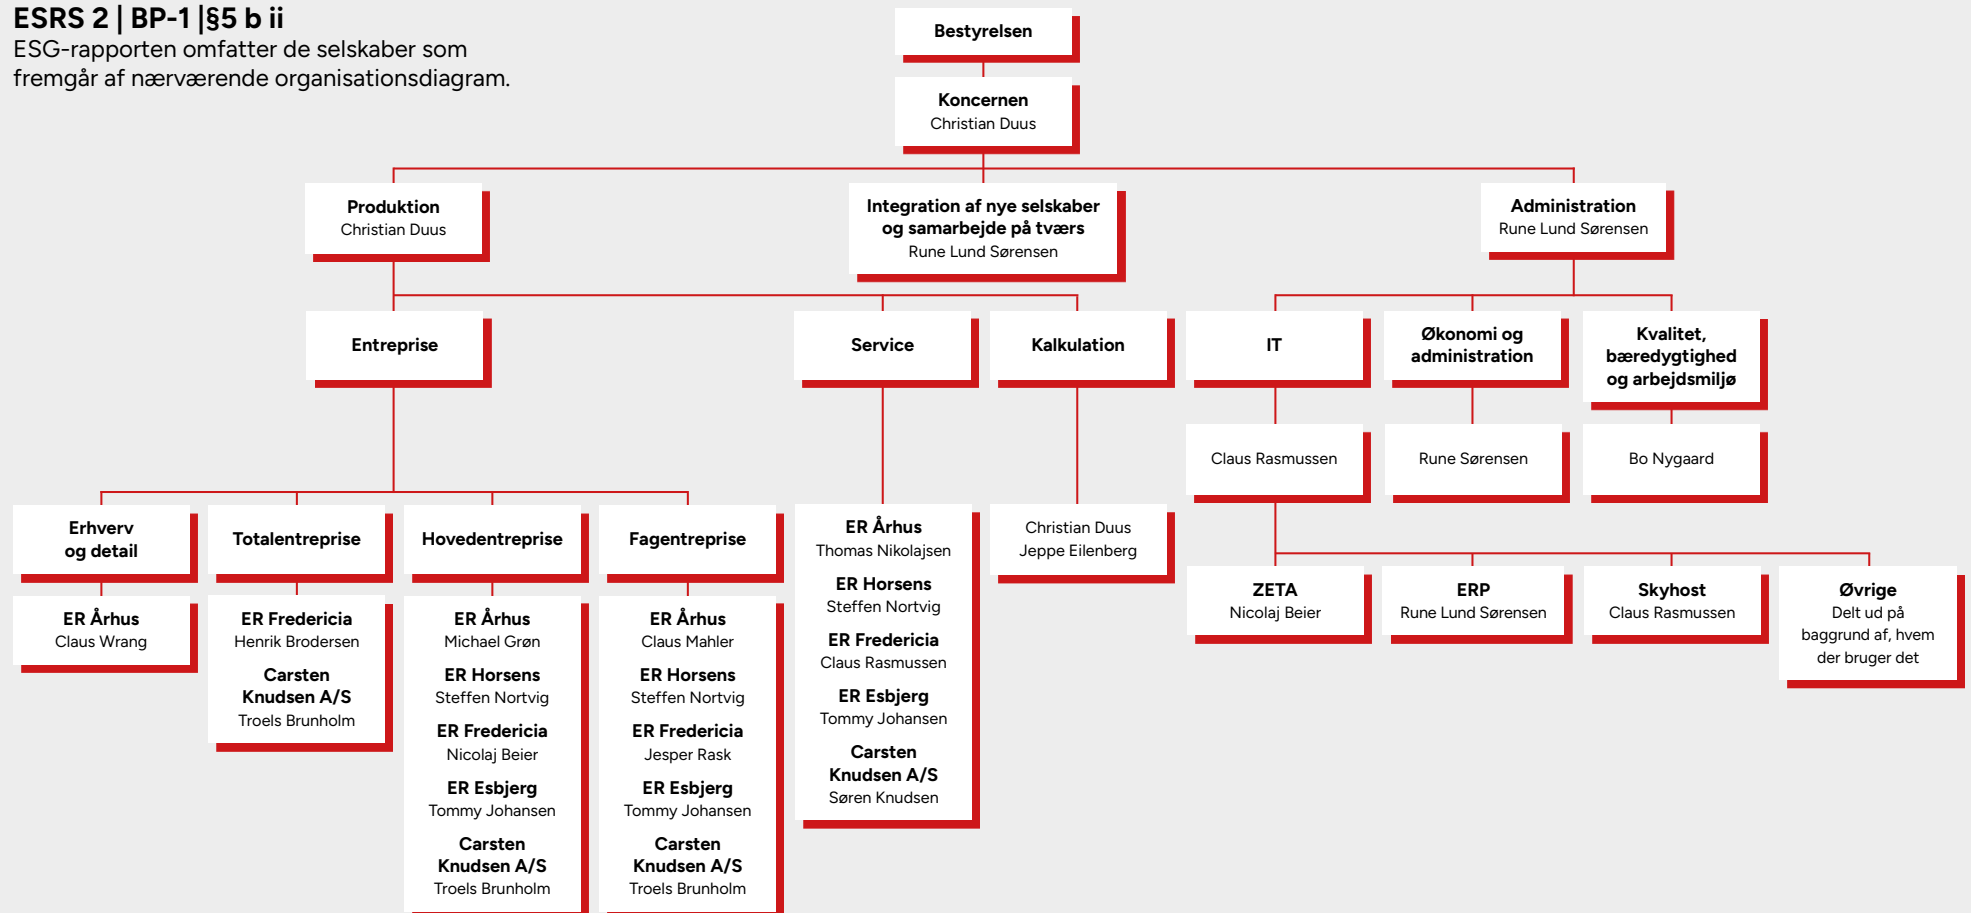 ESRS 2 | BP-1 |§5 b ii
ESG-rapporten omfatter de selskaber som
fremgår af nærværende organisationsdiagram.
Bestyrelsen
Koncernen
Christian Duus
Produktion
Christian Duus
Integration af nye selskaber
og samarbejde på tværs
Rune Lund Sørensen
Administration
Rune Lund Sørensen
Entreprise
Service
Kalkulation
IT
Økonomi og
administration
Kvalitet,
bæredygtighed
og arbejdsmiljø
Claus Rasmussen
Rune Sørensen
Bo Nygaard
Erhverv
og detail
Totalentreprise
Hovedentreprise
Fagentreprise
ER Århus
Claus Wrang
ER Fredericia
Henrik Brodersen
Carsten
Knudsen A/S
Troels Brunholm
ER Århus
Michael Grøn
ER Horsens
Steffen Nortvig
ER Fredericia
Nicolaj Beier
ER Esbjerg
Tommy Johansen
Carsten
Knudsen A/S
Troels Brunholm
ER Århus
Claus Mahler
ER Horsens
Steffen Nortvig
ER Fredericia
Jesper Rask
ER Esbjerg
Tommy Johansen
Carsten
Knudsen A/S
Troels Brunholm
ER Århus
Thomas Nikolajsen
ER Horsens
Steffen Nortvig
ER Fredericia
Claus Rasmussen
ER Esbjerg
Tommy Johansen
Carsten
Knudsen A/S
Søren Knudsen
Christian Duus
Jeppe Eilenberg
ZETA
Nicolaj Beier
ERP
Rune Lund Sørensen
Skyhost
Claus Rasmussen
Øvrige
Delt ud på
baggrund af, hvem
der bruger det